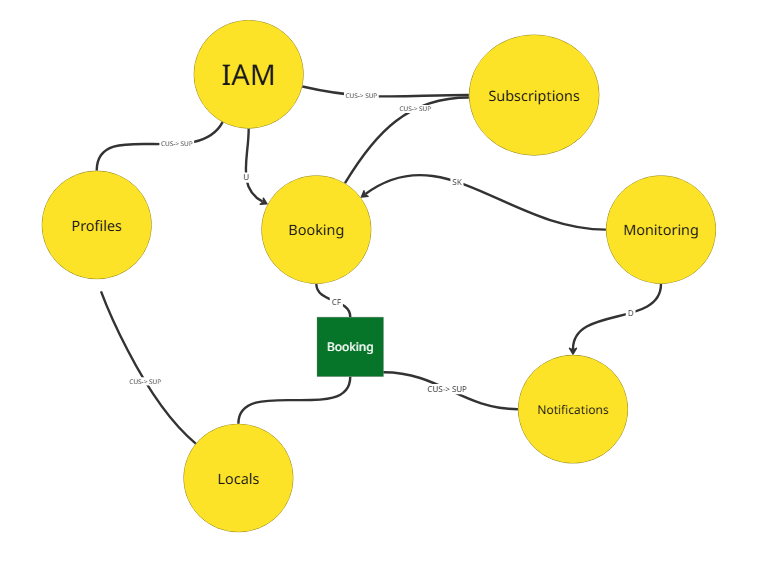 IAM
Subscriptions
CUS-> SUP
CUS-> SUP
CUS-> SUP
U
SK
Profiles
Booking
Monitoring
CF
D
Booking
CUS-> SUP
CUS-> SUP
Notifications
Locals